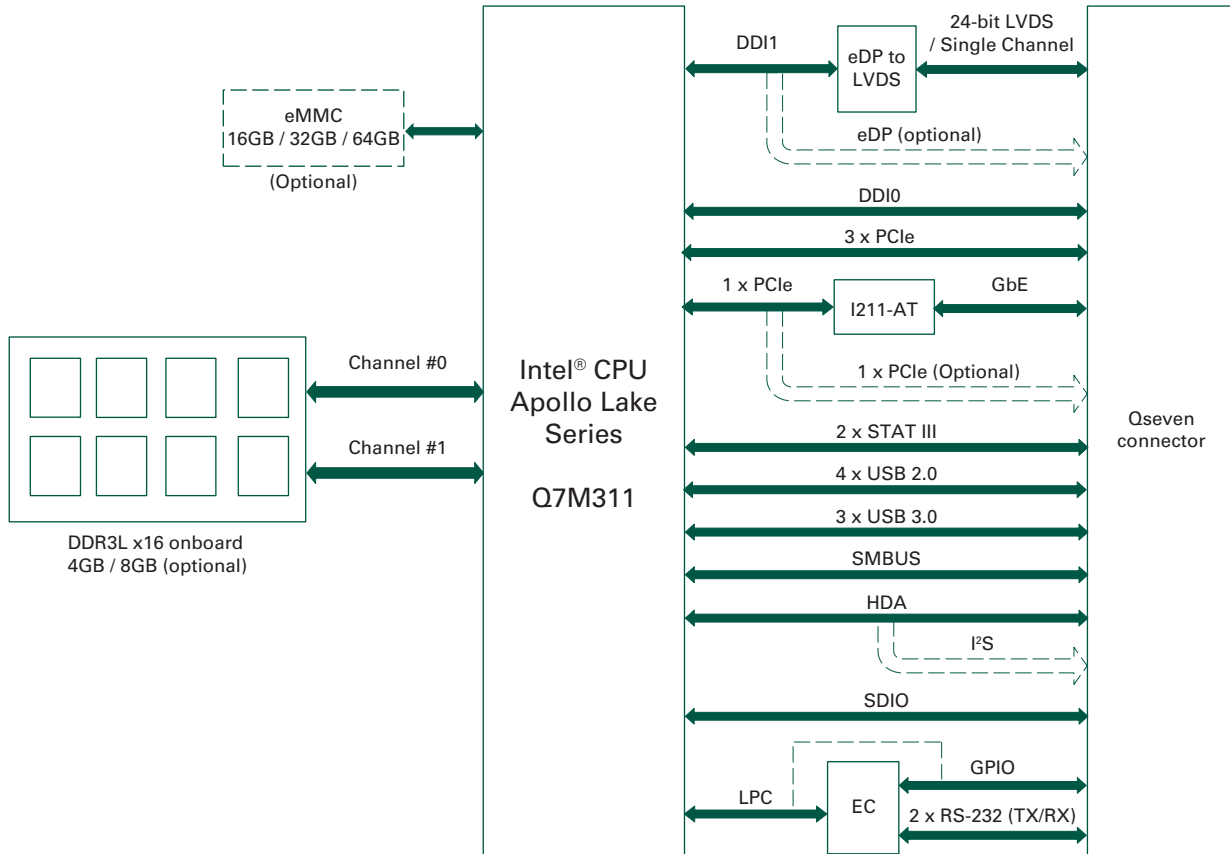 DDI1
eDP to
LVDS
24-bit LVDS
/ Single Channel
eDP (optional)
eMMC
16GB / 32GB / 64GB
(Optional)
DDI0
3 x PCIe
1 x PCIe
I211-AT
GbE
1 x PCIe (Optional)
Channel #0
Channel #1
DDR3L x16 onboard
4GB / 8GB (optional)
Intel® CPU
Apollo Lake
Series
Q7M311
Qseven
connector
2 x STAT III
4 x USB 2.0
3 x USB 3.0
SMBUS
HDA
I²S
SDIO
LPC
EC
GPIO
2 x RS-232 (TX/RX)